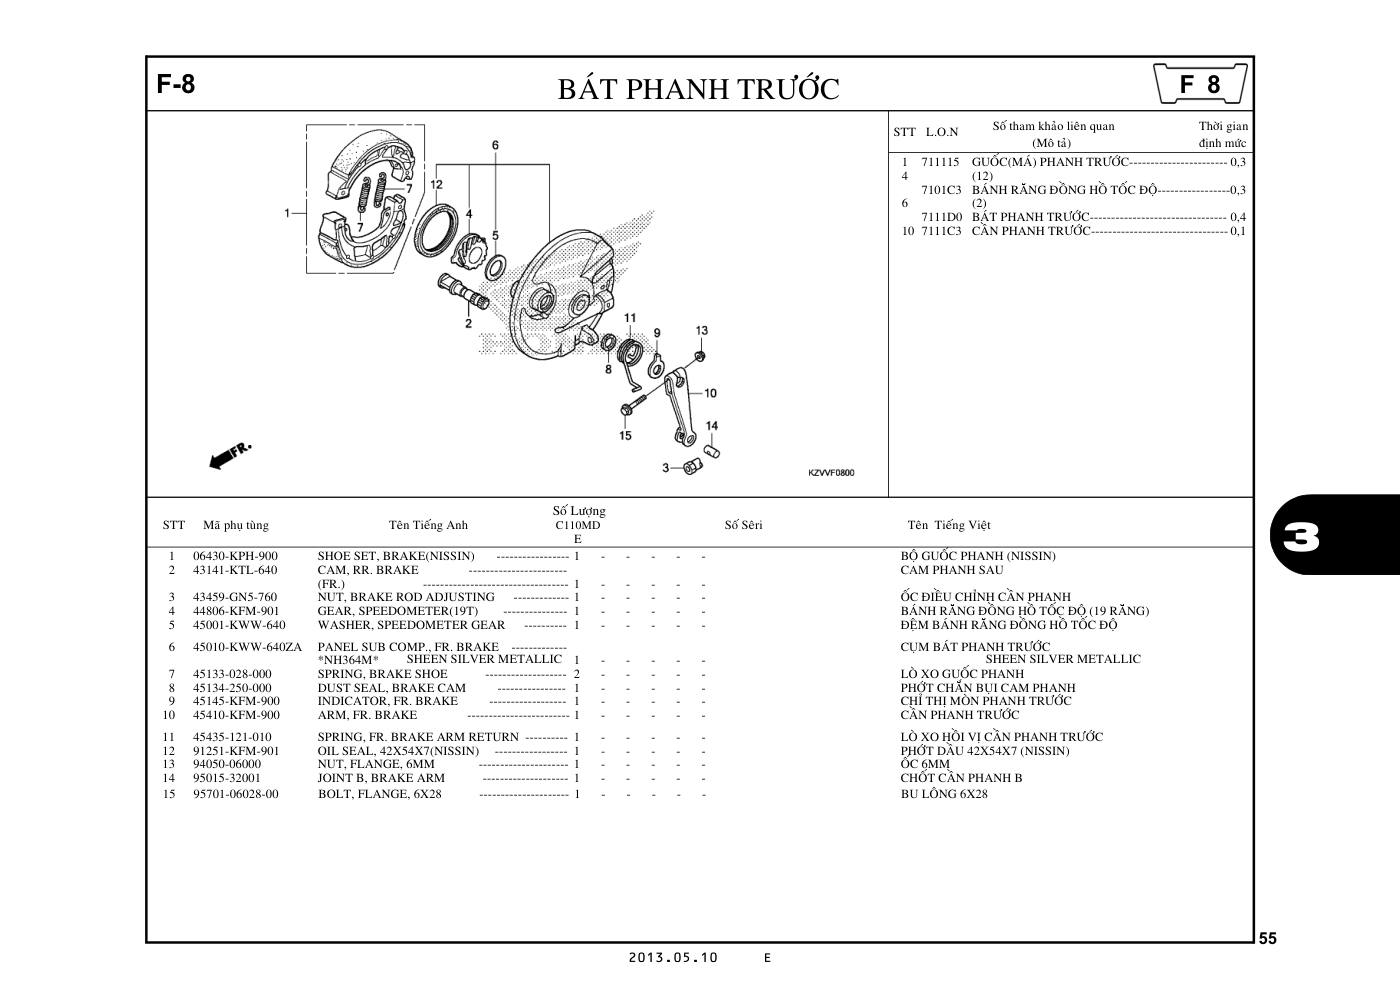 F-8
BÁT PHANH TRƯỚC
F 8
STT L.O.N Số tham khảo liên quan Thời gian
(Mô tả) định mức
1 711115 GUỐC(MÁ) PHANH TRƯỚC----------------------- 0,3
4 (12)
7101C3 BÁNH RĂNG ĐỒNG HỒ TỐC ĐỘ-----------------0,3
6 (2)
7111D0 BÁT PHANH TRƯỚC-------------------------------- 0,4
10 7111C3 CẦN PHANH TRƯỚC-------------------------------- 0,1
6
12
7
1
4
7
5
2
11
9
13
8
10
15
14
3
FR.
HONDA
KZVVF0800
Số Lượng
STT Mã phụ tùng Tên Tiếng Anh C110MD Số Sêri Tên Tiếng Việt
E
1 06430-KPH-900 SHOE SET, BRAKE(NISSIN) ----------------- 1 - - - - - BỘ GUỐC PHANH (NISSIN)
2 43141-KTL-640 CAM, RR. BRAKE ----------------------- CAM PHANH SAU
(FR.) ---------------------------------- 1 - - - - -
3 43459-GN5-760 NUT, BRAKE ROD ADJUSTING ------------- 1 - - - - - ỐC ĐIỀU CHỈNH CẦN PHANH
4 44806-KFM-901 GEAR, SPEEDOMETER(19T) --------------- 1 - - - - - BÁNH RĂNG ĐỒNG HỒ TỐC ĐỘ (19 RĂNG)
5 45001-KWW-640 WASHER, SPEEDOMETER GEAR ---------- 1 - - - - - ĐỆM BÁNH RĂNG ĐỒNG HỒ TỐC ĐỘ
6 45010-KWW-640ZA PANEL SUB COMP., FR. BRAKE ------------- CỤM BÁT PHANH TRƯỚC
*NH364M* SHEEN SILVER METALLIC 1 - - - - - SHEEN SILVER METALLIC
7 45133-028-000 SPRING, BRAKE SHOE ------------------- 2 - - - - - LÒ XO GUỐC PHANH
8 45134-250-000 DUST SEAL, BRAKE CAM ---------------- 1 - - - - - PHỚT CHẮN BỤI CAM PHANH
9 45145-KFM-900 INDICATOR, FR. BRAKE ------------------ 1 - - - - - CHỈ THỊ MÒN PHANH TRƯỚC
10 45410-KFM-900 ARM, FR. BRAKE ------------------------ 1 - - - - - CẦN PHANH TRƯỚC
11 45435-121-010 SPRING, FR. BRAKE ARM RETURN ---------- 1 - - - - - LÒ XO HỒI VỊ CẦN PHANH TRƯỚC
12 91251-KFM-901 OIL SEAL, 42X54X7(NISSIN) ----------------- 1 - - - - - PHỚT DẦU 42X54X7 (NISSIN)
13 94050-06000 NUT, FLANGE, 6MM --------------------- 1 - - - - - ỐC 6MM
14 95015-32001 JOINT B, BRAKE ARM -------------------- 1 - - - - - CHỐT CẦN PHANH B
15 95701-06028-00 BOLT, FLANGE, 6X28 --------------------- 1 - - - - - BU LÔNG 6X28
3
55
2013.05.10 E